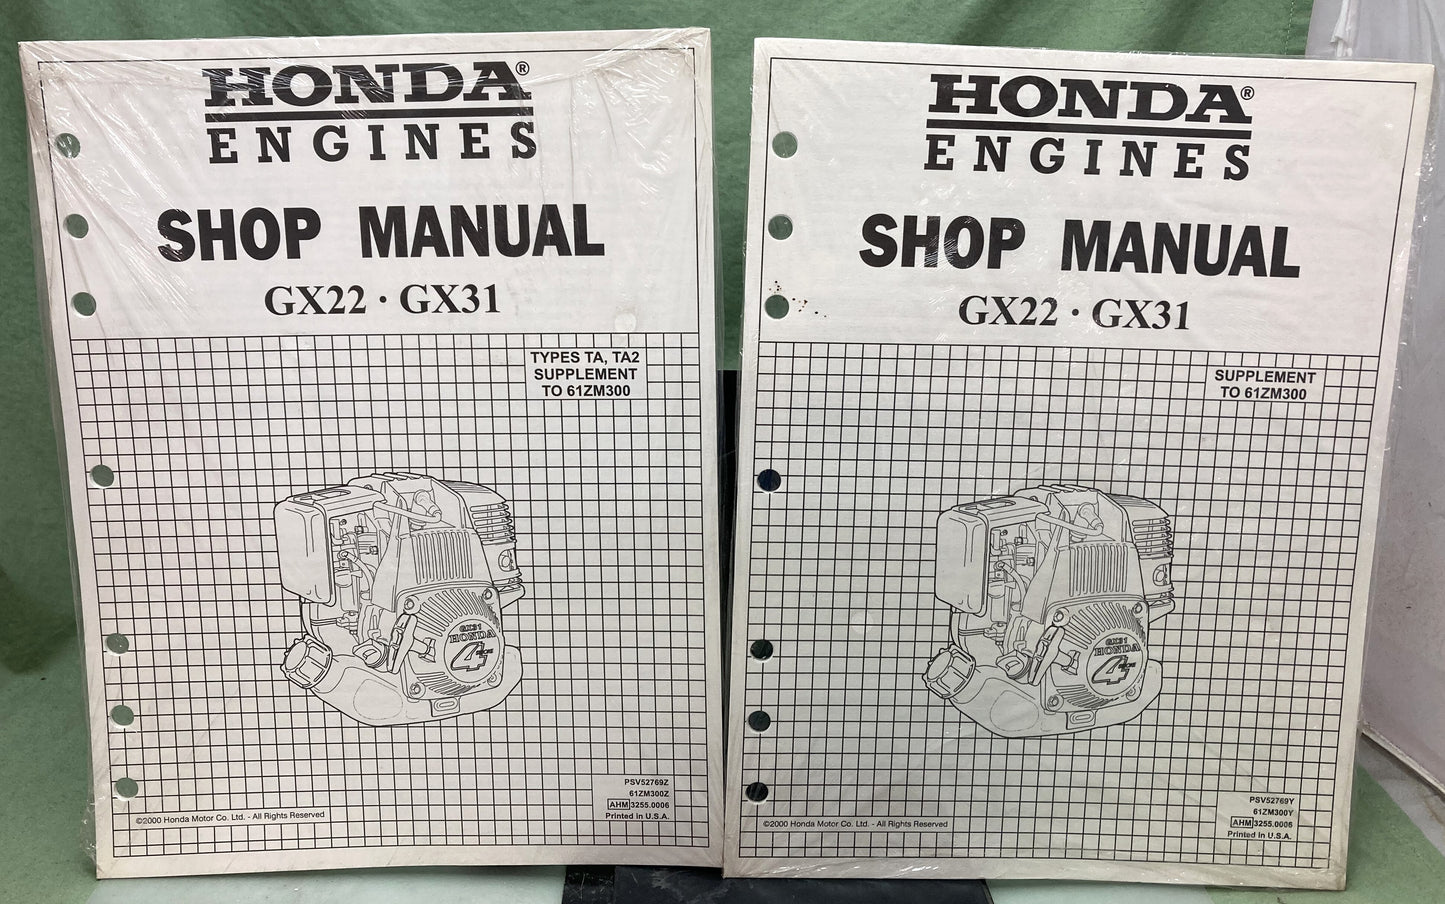 HONDA®
ENGINES
SHOP MANUAL
GX22 · GX31
TYPES TA, TA2
SUPPLEMENT
TO 61ZM300
GX31
HONDA
4
PSV52769Z
61ZM300Z
AHM 3255.0006
Printed in U.S.A.
©2000 Honda Motor Co. Ltd. - All Rights Reserved
HONDA®
ENGINES
SHOP MANUAL
GX22 · GX31
SUPPLEMENT
TO 61ZM300
GX31
HONDA
4
PSV52769Y
61ZM300Y
AHM 3255.0006
Printed in U.S.A.
©2000 Honda Motor Co. Ltd. - All Rights Reserved